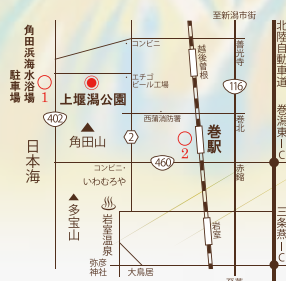 至新潟市街
角田浜海水浴場
駐車場
1
コンビニ
越後曽根
善光寺
北陸自動車道
エチゴ
ビール工場
上堰潟公園
116
402
西蒲消防署
巻北
巻潟東IC
角田山
2
2
巻駅
日本海
コンビニ
460
赤鏥
いわむろや
多宝山
岩室温泉
岩室
三条燕IC
弥彦
神社
大鳥居